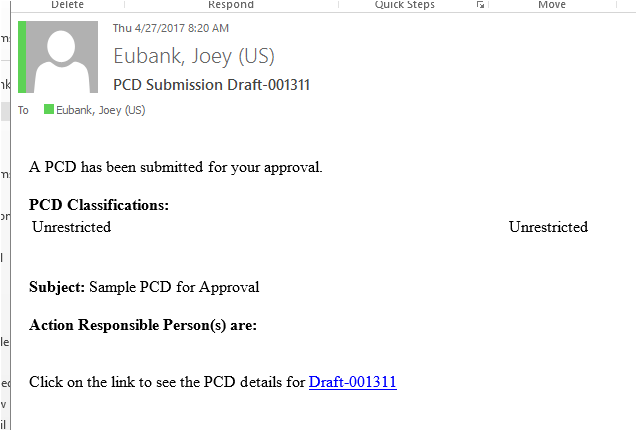 Delete Respond Quick Steps Move
Thu 4/27/2017 8:20 AM
Eubank, Joey (US)
PCD Submission Draft-001311
To Eubank, Joey (US)
A PCD has been submitted for your approval.
PCD Classifications:
Unrestricted Unrestricted
Subject: Sample PCD for Approval
Action Responsible Person(s) are:
Click on the link to see the PCD details for Draft-001311